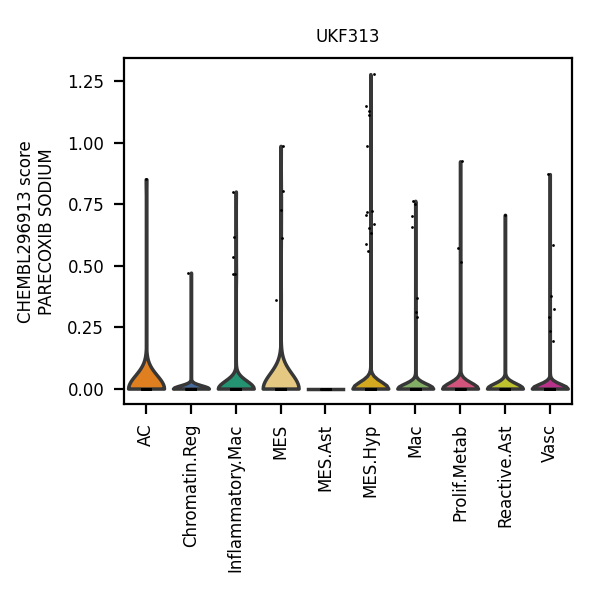 UKF313
CHEMBL296913 score
PARECOXIB SODIUM
1.25
1.00
0.75
0.50
0.25
0.00
AC
Chromatin.Reg
Inflammatory.Mac
MES
MES.Ast
MES.Hyp
Mac
Prolif.Metab
Reactive.Ast
Vasc